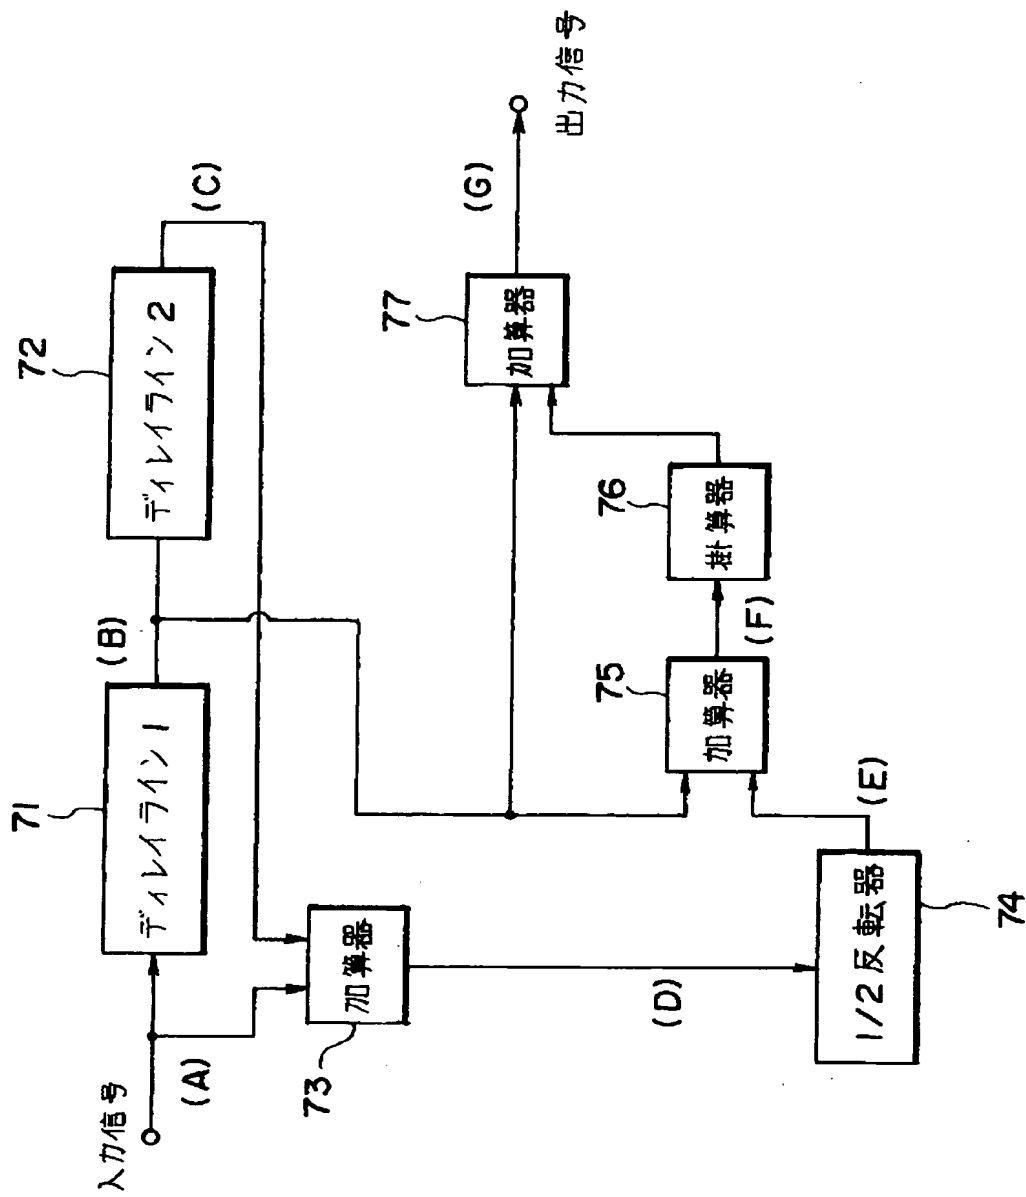 入力信号
(A)
71
ディレイライン1
(B)
72
ディレイライン2
(C)
73
加算器
(D)
74
1/2反転器
(E)
75
加算器
(F)
76
掛算器
77
加算器
(G)
出力信号